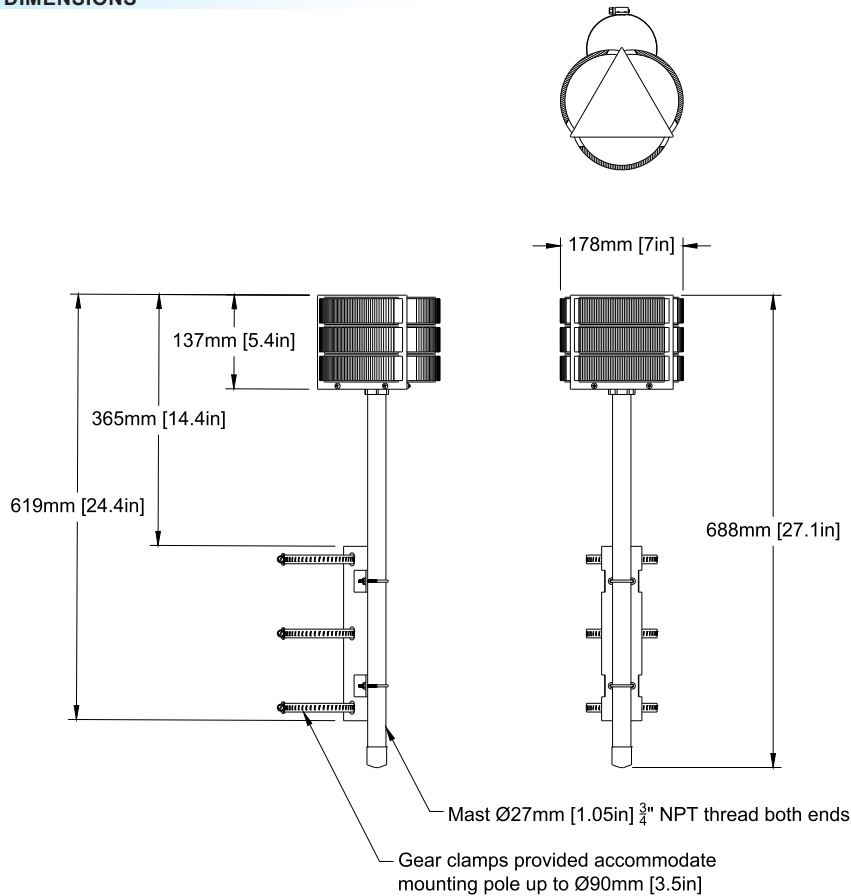 DIMENSIONS
178mm [7in]
137mm [5.4in]
365mm [14.4in]
619mm [24.4in]
688mm [27.1in]
Mast Ø27mm [1.05in] ¾" NPT thread both ends
Gear clamps provided accommodate
mounting pole up to Ø90mm [3.5in]